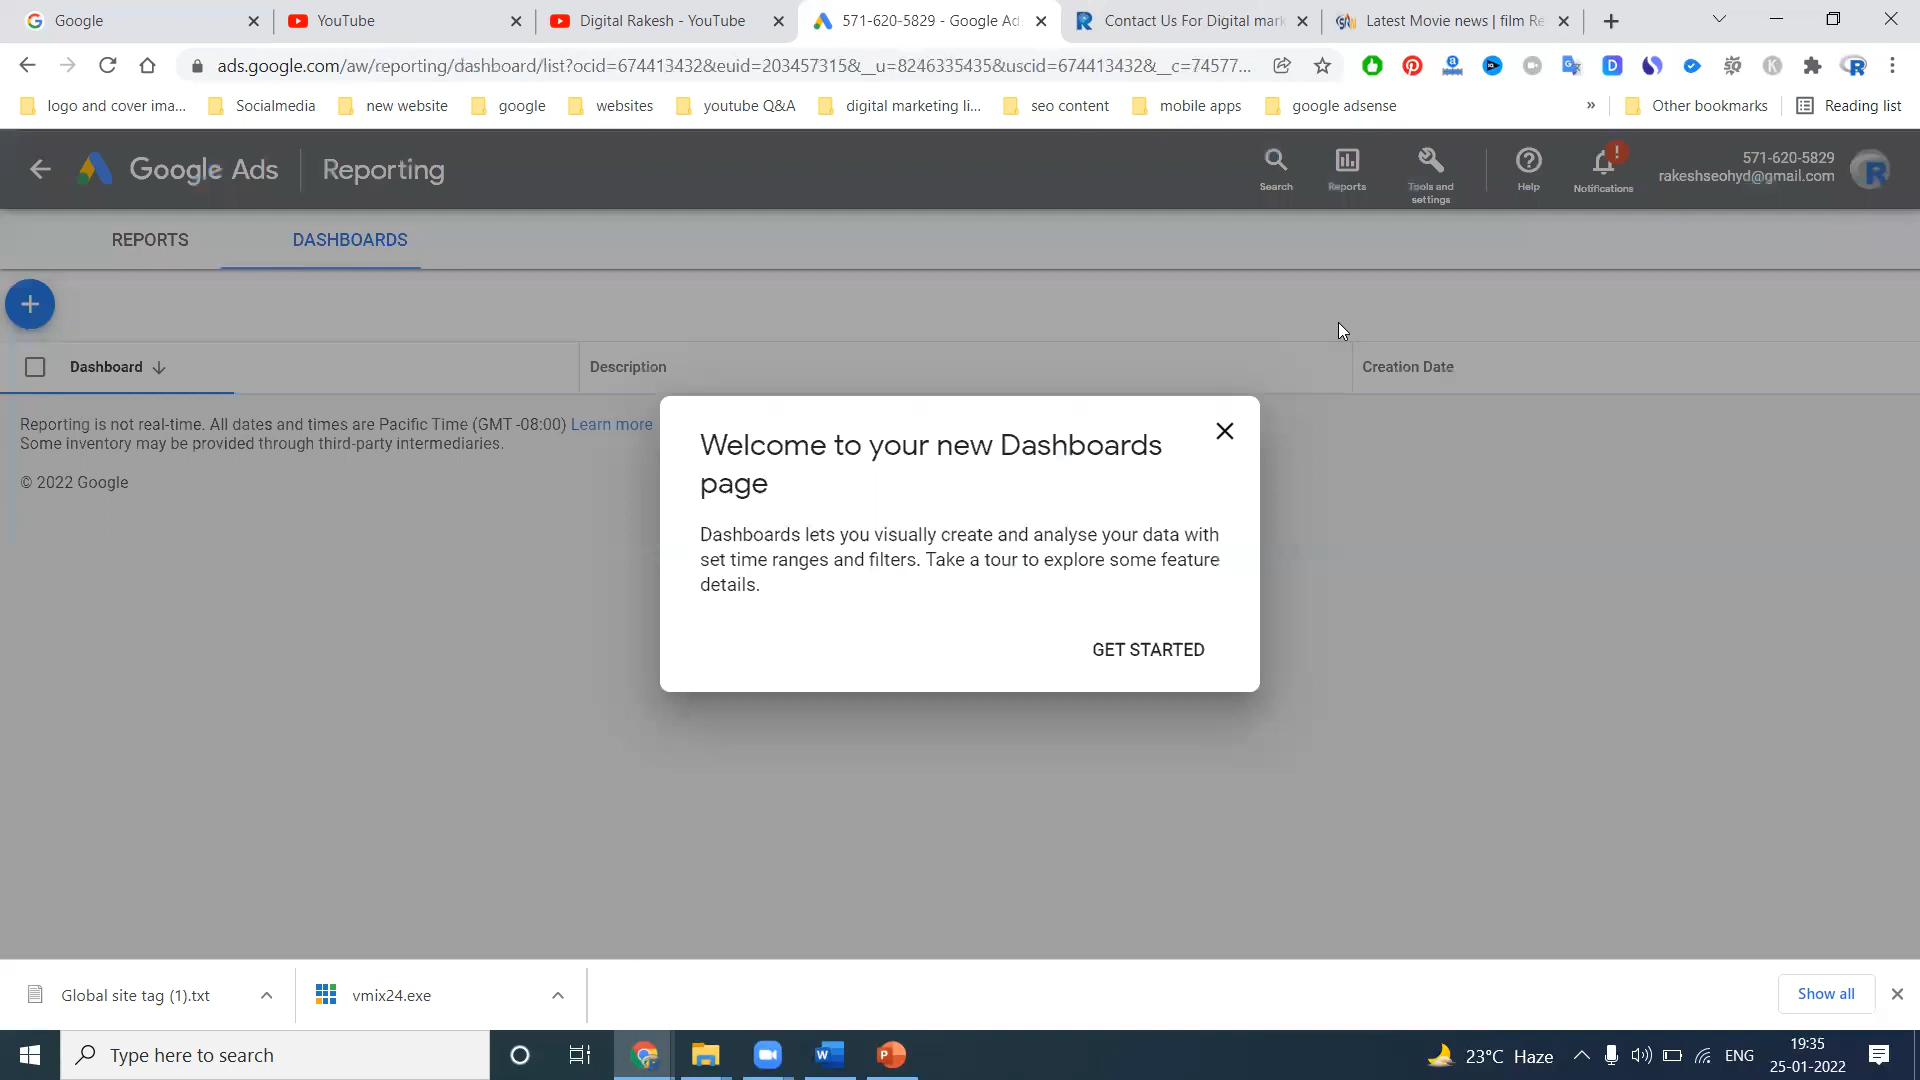 Google
YouTube
Digital Rakesh - YouTube
571-620-5829 - Google Ad
Contact Us For Digital mark
Latest Movie news | film Re
ads.google.com/aw/reporting/dashboard/list?ocid=674413432&euid=203457315&__u=8246335435&uscid=674413432&__c=74577...
logo and cover ima...
Socialmedia
new website
google
websites
youtube Q&A
digital marketing li...
seo content
mobile apps
google adsense
»
Other bookmarks
Reading list
Google Ads
Reporting
Search
Reports
Tools and
settings
Help
Notifications
571-620-5829
rakeshseohyd@gmail.com
REPORTS
DASHBOARDS
Dashboard
Description
Creation Date
Reporting is not real-time. All dates and times are Pacific Time (GMT -08:00) Learn more
Some inventory may be provided through third-party intermediaries.
© 2022 Google
Welcome to your new Dashboards
page
Dashboards lets you visually create and analyse your data with
set time ranges and filters. Take a tour to explore some feature
details.
GET STARTED
Global site tag (1).txt
vmix24.exe
Show all
Type here to search
23°C Haze
ENG
19:35
25-01-2022